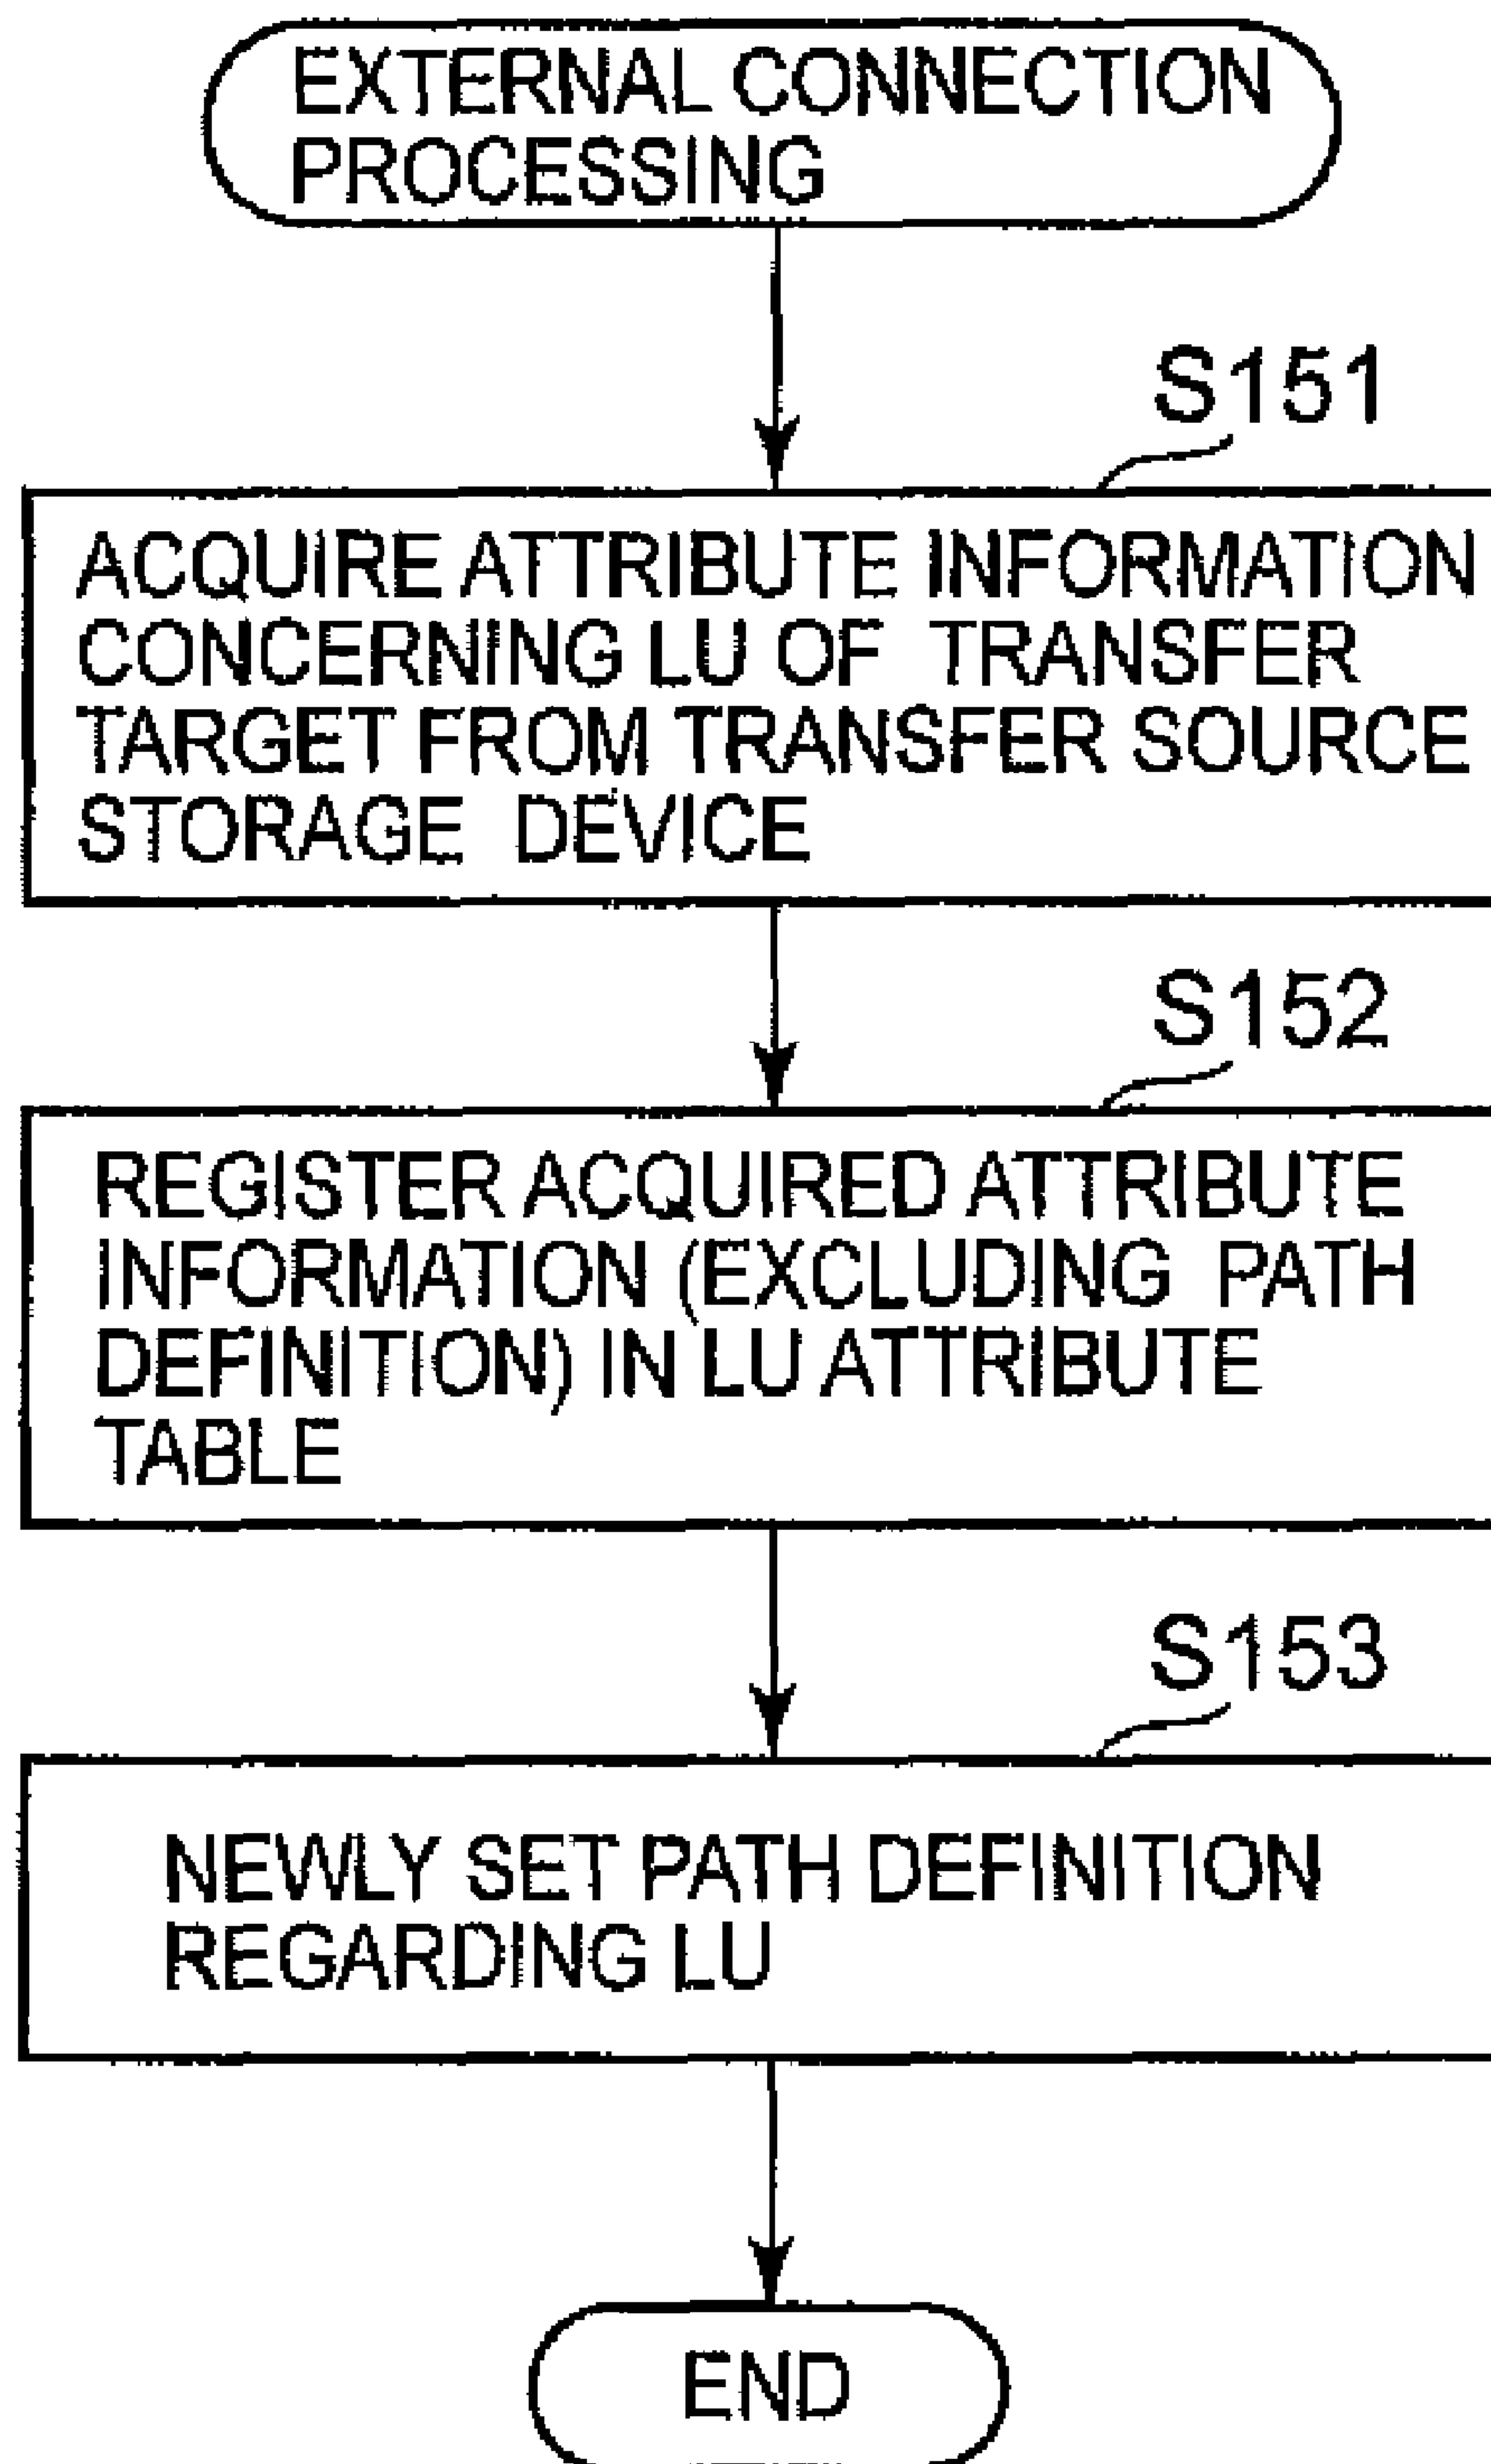 EXTERNAL CONNECTION
PROCESSING
S151
ACQUIRE ATTRIBUTE INFORMATION
CONCERNING LU OF TRANSFER
TARGET FROM TRANSFER SOURCE
STORAGE DEVICE
S152
REGISTER ACQUIRED ATTRIBUTE
INFORMATION (EXCLUDING PATH
DEFINITION) IN LU ATTRIBUTE
TABLE
S153
NEWLY SET PATH DEFINITION
REGARDING LU
END